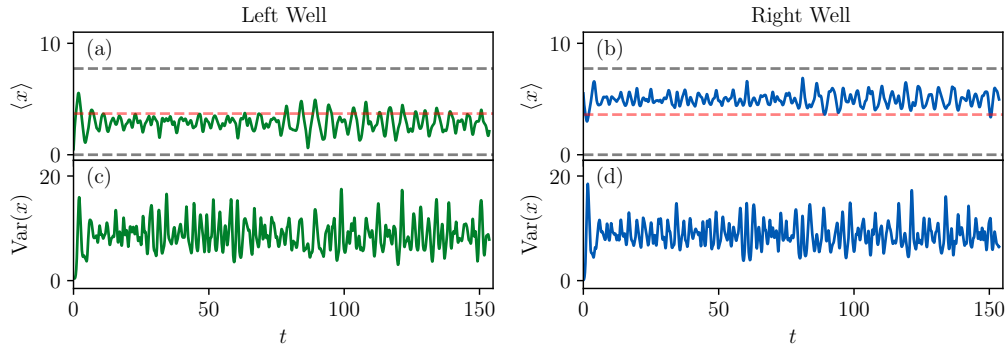 Left Well
Right Well
(a)
(b)
10
0
⟨x⟩
10
0
⟨x⟩
(c)
(d)
20
0
Var(x)
20
0
Var(x)
0 50 100 150
0 50 100 150
t
t